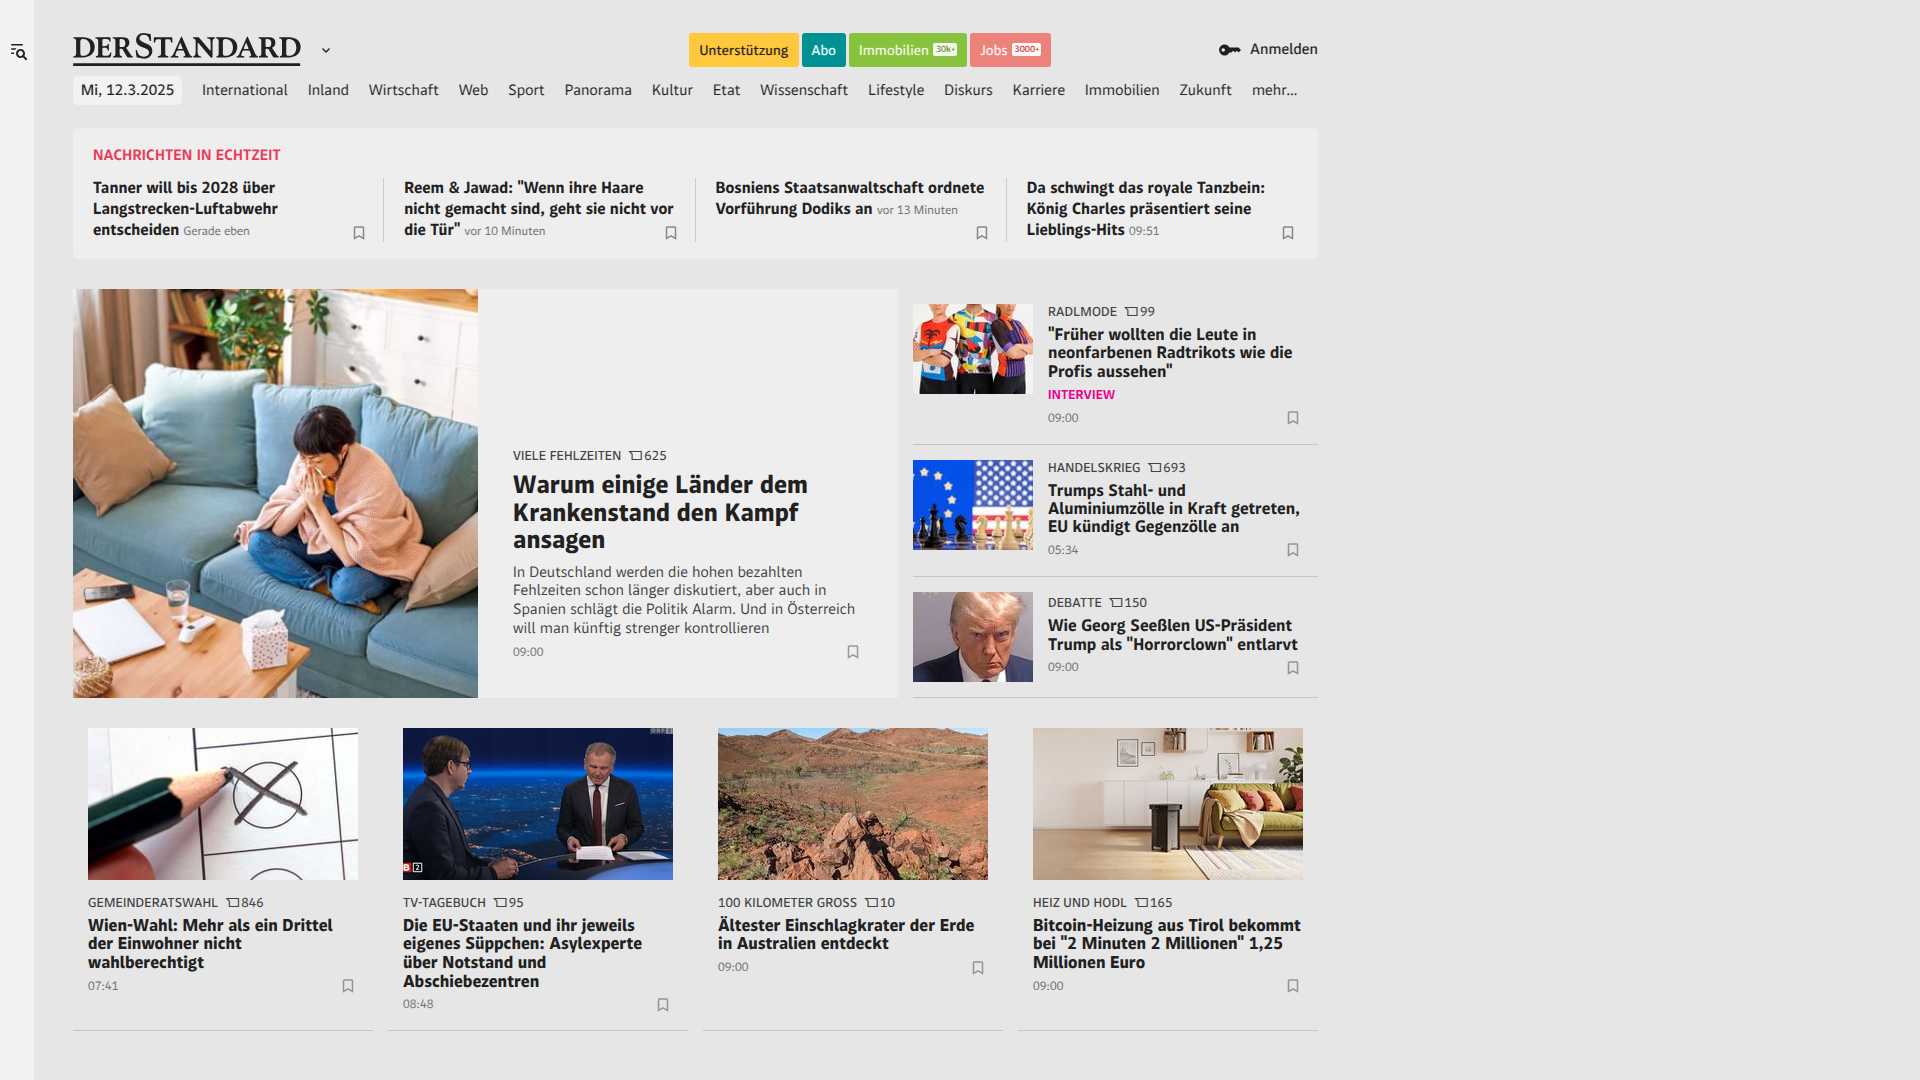 DERSTANDARD
Unterstützung
Abo
Immobilien 30k+
Jobs 3000+
Anmelden
Mi, 12.3.2025
International
Inland
Wirtschaft
Web
Sport
Panorama
Kultur
Etat
Wissenschaft
Lifestyle
Diskurs
Karriere
Immobilien
Zukunft
mehr...
NACHRICHTEN IN ECHTZEIT
Tanner will bis 2028 über
Langstrecken-Luftabwehr
entscheiden Gerade eben
Reem & Jawad: "Wenn ihre Haare
nicht gemacht sind, geht sie nicht vor
die Tür" vor 10 Minuten
Bosniens Staatsanwaltschaft ordnete
Vorführung Dodiks an vor 13 Minuten
Da schwingt das royale Tanzbein:
König Charles präsentiert seine
Lieblings-Hits 09:51
VIELE FEHLZEITEN 625
Warum einige Länder dem
Krankenstand den Kampf
ansagen
In Deutschland werden die hohen bezahlten
Fehlzeiten schon länger diskutiert, aber auch in
Spanien schlägt die Politik Alarm. Und in Österreich
will man künftig strenger kontrollieren
09:00
RADLMODE 99
"Früher wollten die Leute in
neonfarbenen Radtrikots wie die
Profis aussehen"
INTERVIEW
09:00
HANDELSKRIEG 693
Trumps Stahl- und
Aluminiumzölle in Kraft getreten,
EU kündigt Gegenzölle an
05:34
DEBATTE 150
Wie Georg Seeßlen US-Präsident
Trump als "Horrorclown" entlarvt
09:00
GEMEINDERATSWAHL 846
Wien-Wahl: Mehr als ein Drittel
der Einwohner nicht
wahlberechtigt
07:41
2
TV-TAGEBUCH 95
Die EU-Staaten und ihr jeweils
eigenes Süppchen: Asylexperte
über Notstand und
Abschiebezentren
08:48
100 KILOMETER GROSS 10
Ältester Einschlagkrater der Erde
in Australien entdeckt
09:00
HEIZ UND HODL 165
Bitcoin-Heizung aus Tirol bekommt
bei "2 Minuten 2 Millionen" 1,25
Millionen Euro
09:00